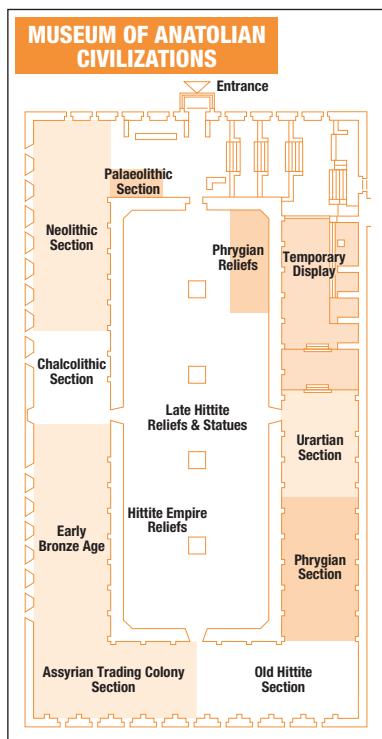 MUSEUM OF ANATOLIAN
CIVILIZATIONS
Entrance
Palaeolithic
Section
Neolithic
Section
Phrygian
Reliefs
Temporary
Display
Chalcolithic
Section
Late Hittite
Reliefs & Statues
Urartian
Section
Hittite Empire
Reliefs
Early
Bronze Age
Phrygian
Section
Assyrian Trading Colony
Section
Old Hittite
Section